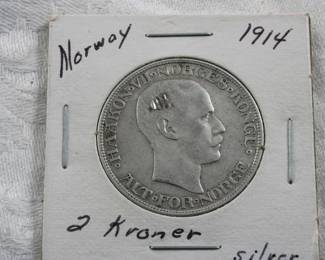 Norway 1914
HAAKON·VII·NORGES·KONGE
ALT·FOR·NORGE
2 Kroner
silver